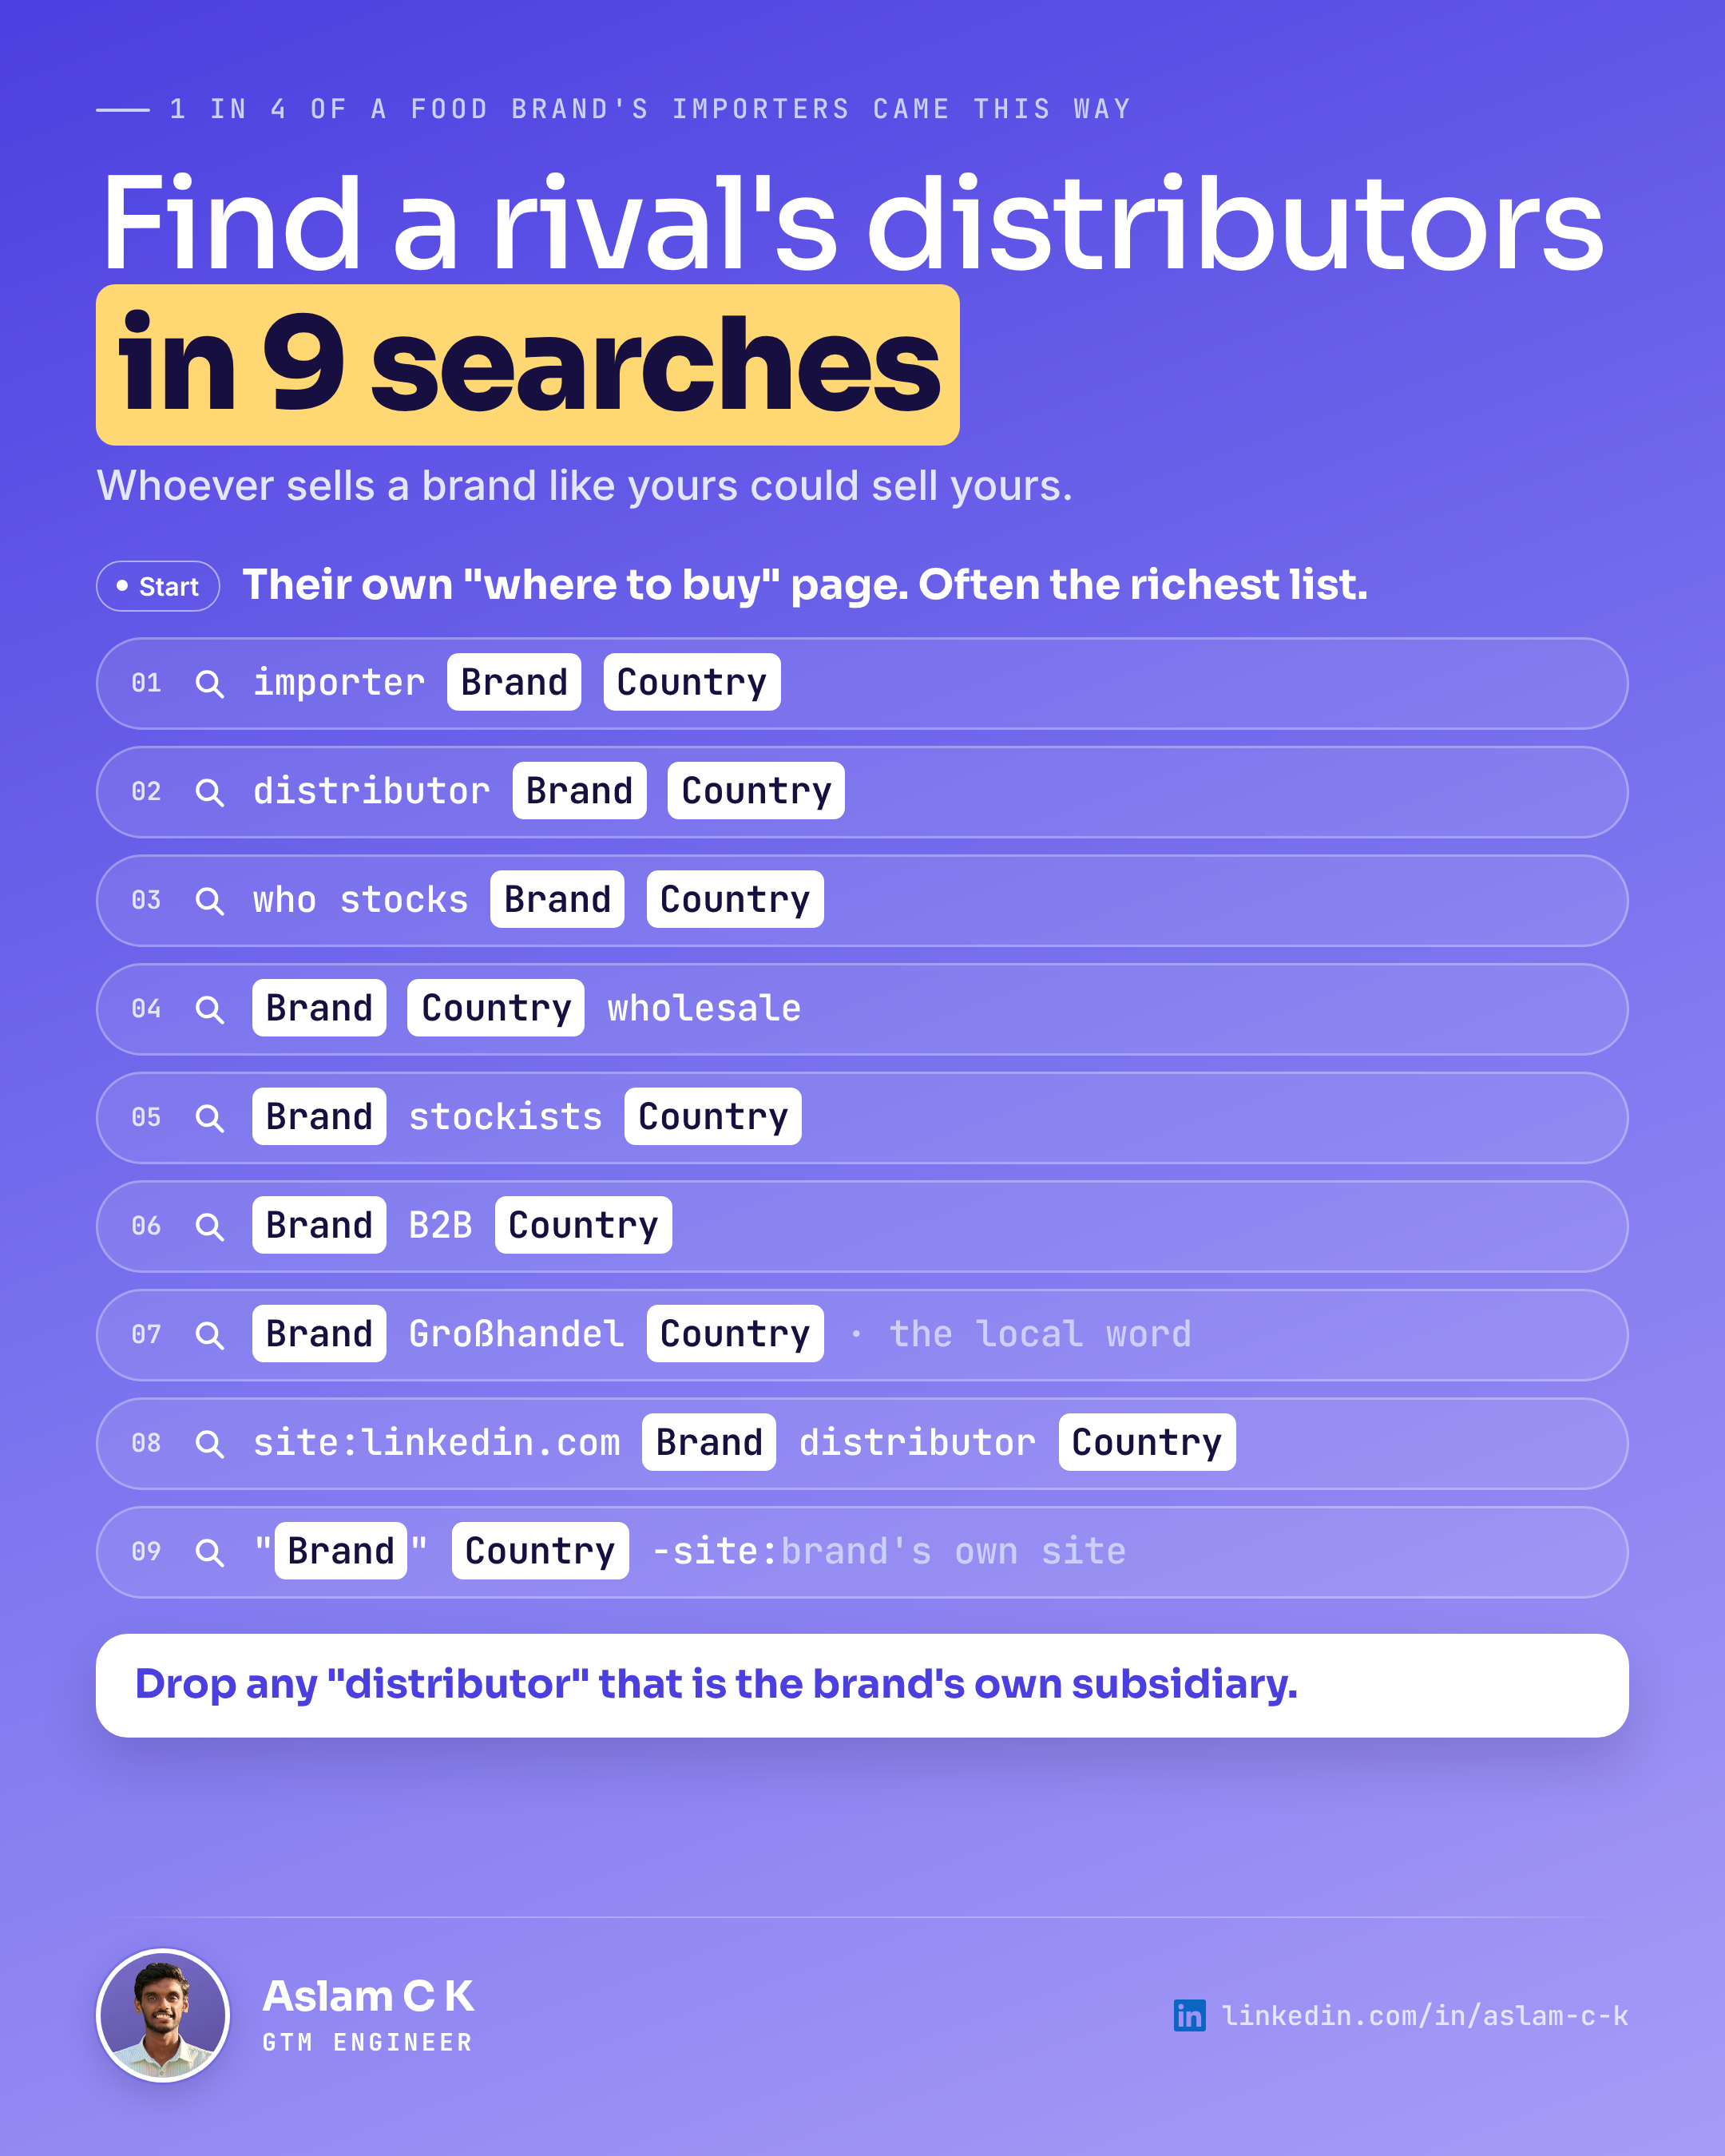 1 IN 4 OF A FOOD BRAND'S IMPORTERS CAME THIS WAY
Find a rival's distributors
in 9 searches
Whoever sells a brand like yours could sell yours.
• Start Their own "where to buy" page. Often the richest list.
01 importer Brand Country
02 distributor Brand Country
03 who stocks Brand Country
04 Brand Country wholesale
05 Brand stockists Country
06 Brand B2B Country
07 Brand Großhandel Country · the local word
08 site:linkedin.com Brand distributor Country
09 "Brand" Country -site:brand's own site
Drop any "distributor" that is the brand's own subsidiary.
Aslam C K
GTM ENGINEER
in linkedin.com/in/aslam-c-k